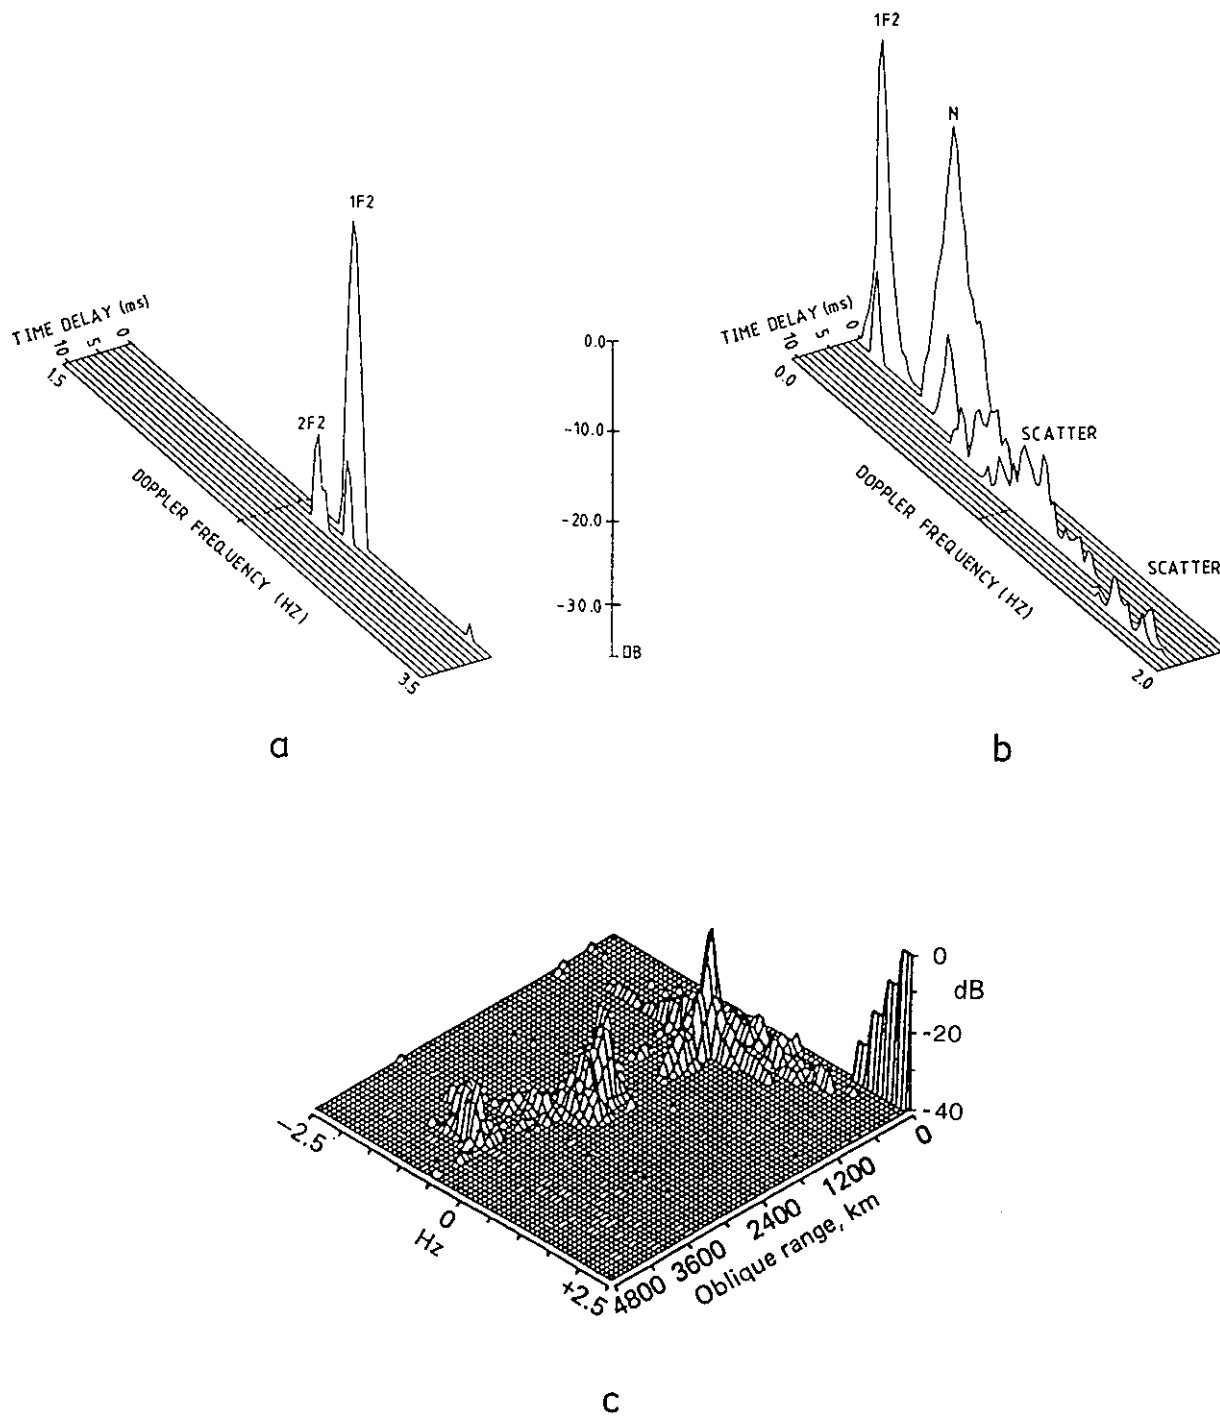 1F2
TIME DELAY (ms)
10 5 0
1.5
2F2
DOPPLER FREQUENCY (HZ)
3.5
0.0
-10.0
-20.0
-30.0
DB
a
1F2
N
TIME DELAY (ms)
10 5 0
0.0
SCATTER
DOPPLER FREQUENCY (HZ)
SCATTER
2.0
b
0
dB
-20
-40
-2.5
0
Hz
+2.5
4800 3600 2400 1200 0
Oblique range, km
c